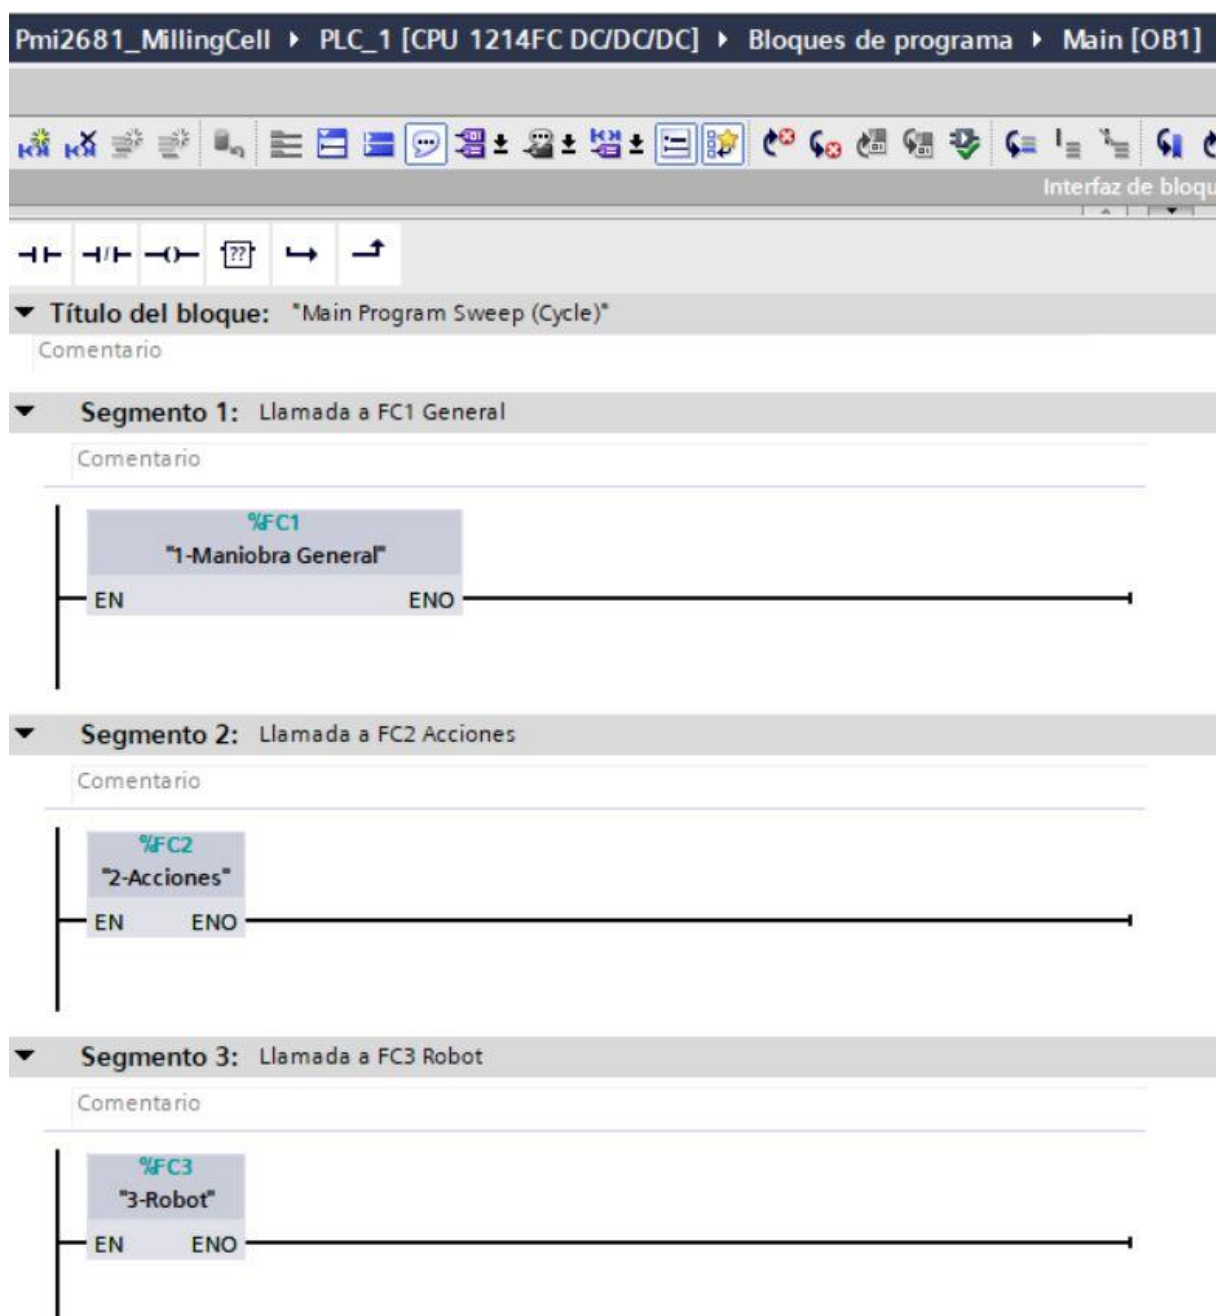 Pmi2681_MillingCell ▸ PLC_1 [CPU 1214FC DC/DC/DC] ▸ Bloques de programa ▸ Main [OB1]
Interfaz de bloqu
??
Título del bloque: "Main Program Sweep (Cycle)"
Comentario
Segmento 1: Llamada a FC1 General
Comentario
%FC1
"1-Maniobra General"
EN ENO
Segmento 2: Llamada a FC2 Acciones
Comentario
%FC2
"2-Acciones"
EN ENO
Segmento 3: Llamada a FC3 Robot
Comentario
%FC3
"3-Robot"
EN ENO